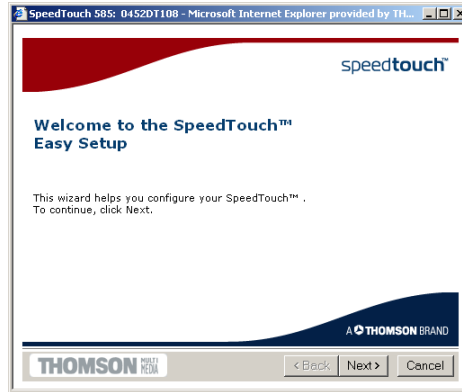 SpeedTouch 585: 0452DT108 - Microsoft Internet Explorer provided by TH...
speedtouch™
Welcome to the SpeedTouch™
Easy Setup
This wizard helps you configure your SpeedTouch™ .
To continue, click Next.
A THOMSON BRAND
THOMSON MULTI MEDIA
< Back Next > Cancel